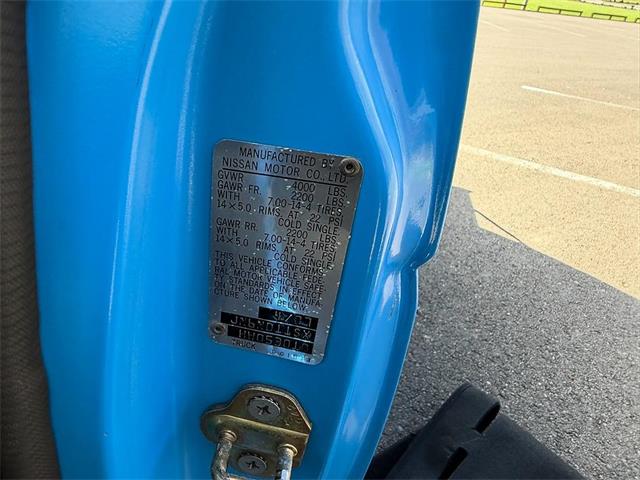 MANUFACTURED BY
NISSAN MOTOR CO., LTD.
GVWR 4000 LBS.
GAWR FR. 2200 LBS.
WITH 7.00-14-4 TIRES,
14×5.0 RIMS, AT 22 PSI
COLD SINGLE
GAWR RR. 2200 LBS.
WITH 7.00-14-4 TIRES,
14×5.0 RIMS, AT 22 PSI
COLD SINGLE
THIS VEHICLE CONFORMS
TO ALL APPLICABLE FEDE
RAL MOTOR VEHICLE SAFE
ON STANDARDS IN EFFECT
ON THE DATE OF MANUFA
CTURE SHOWN BELOW.
TRUCK